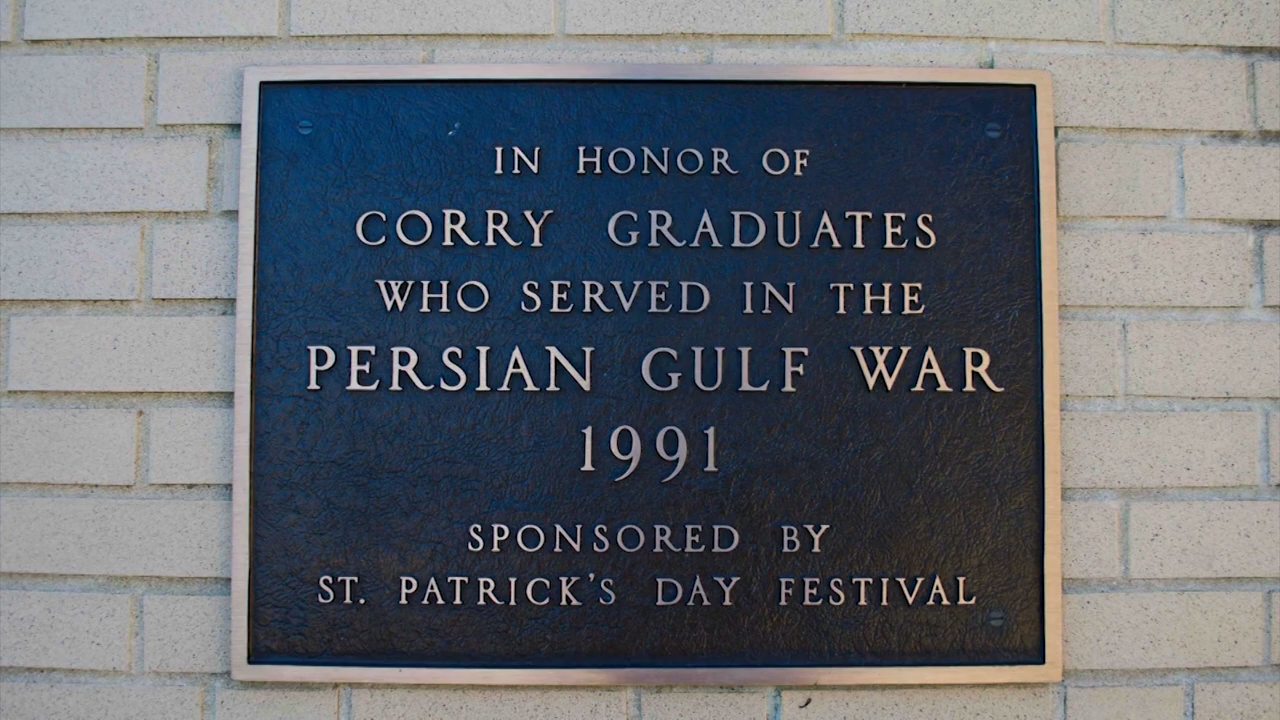 IN HONOR OF
CORRY GRADUATES
WHO SERVED IN THE
PERSIAN GULF WAR
1991
SPONSORED BY
ST. PATRICK'S DAY FESTIVAL